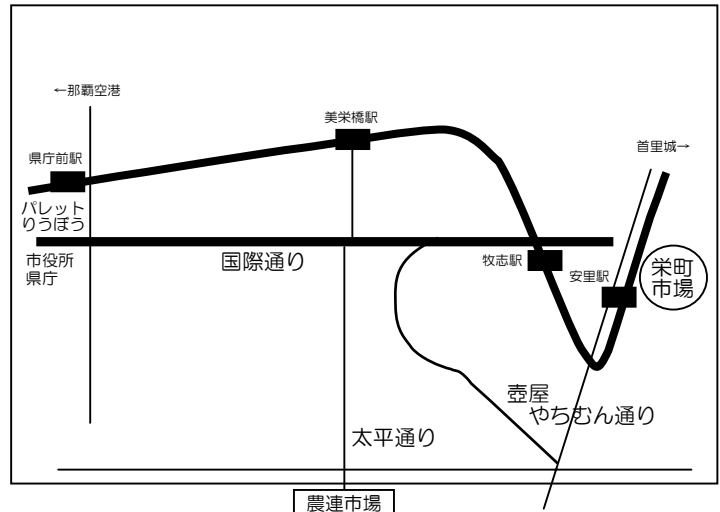 ←那覇空港
美栄橋駅
首里城→
県庁前駅
パレット
りうぼう
市役所
県庁
国際通り
牧志駅
安里駅
栄町
市場
壺屋
やちむん通り
太平通り
農連市場